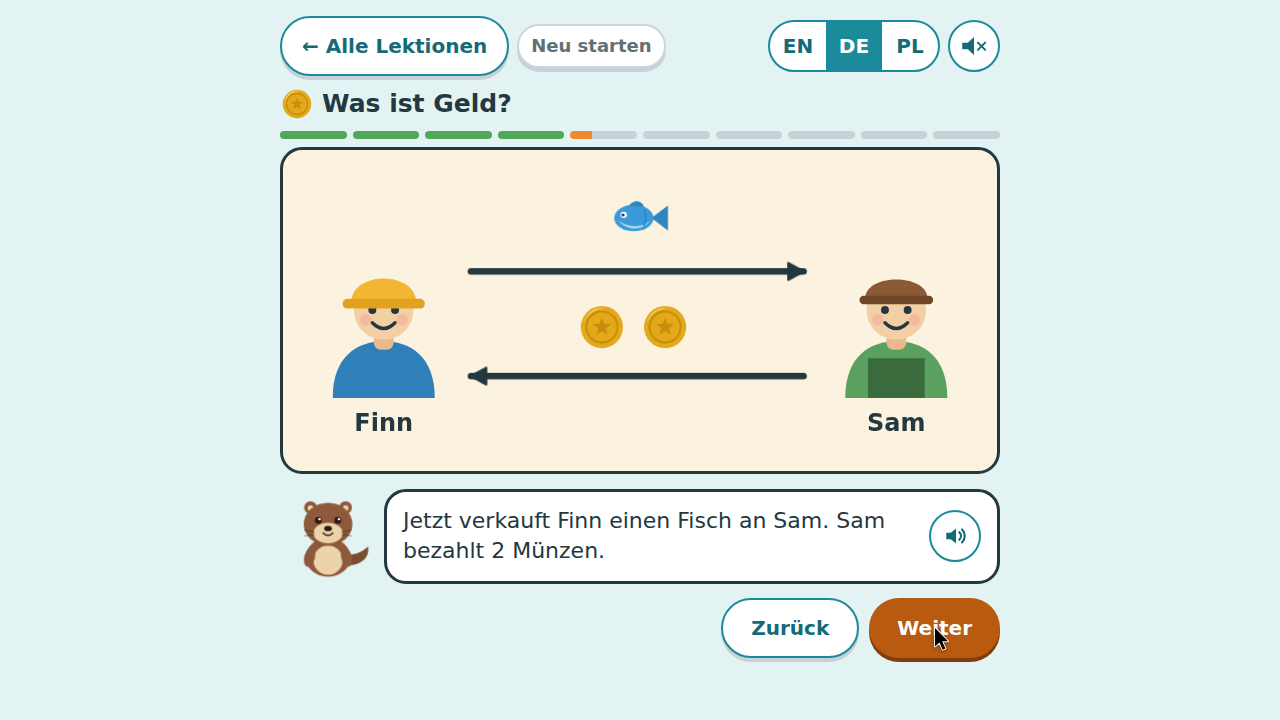 ← Alle Lektionen
Neu starten
EN DE PL
Was ist Geld?
Finn
Sam
Jetzt verkauft Finn einen Fisch an Sam. Sam
bezahlt 2 Münzen.
Zurück
Weiter